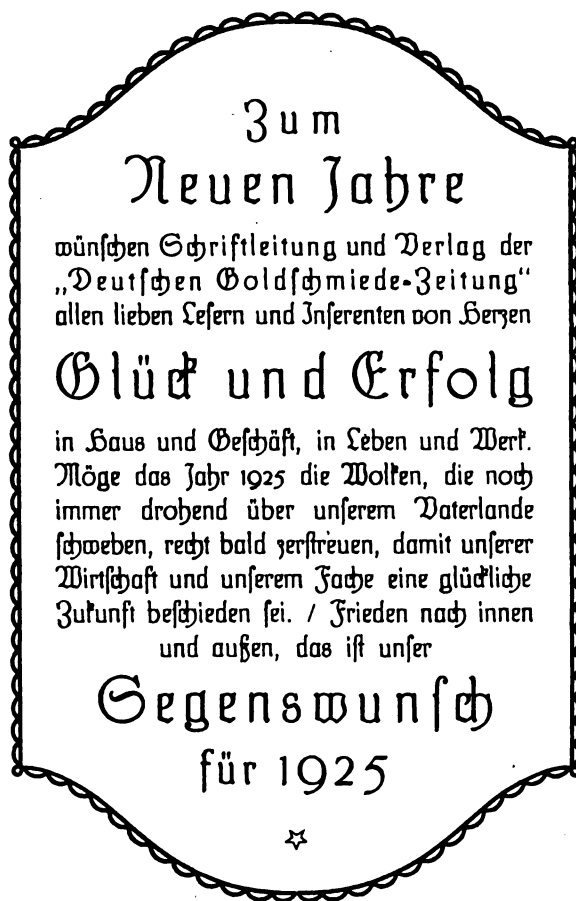 Zum
Neuen Jahre
wünschen Schriftleitung und Verlag der
„Deutschen Goldschmiede-Zeitung“
allen lieben Lesern und Inserenten von Herzen
Glück und Erfolg
in Haus und Geschäft, in Leben und Werk.
Möge das Jahr 1925 die Wolken, die noch
immer drohend über unserem Vaterlande
schweben, recht bald zerstreuen, damit unserer
Wirtschaft und unserem Fache eine glückliche
Zukunft beschieden sei. / Frieden nach innen
und außen, das ist unser
Segenswunsch
für 1925